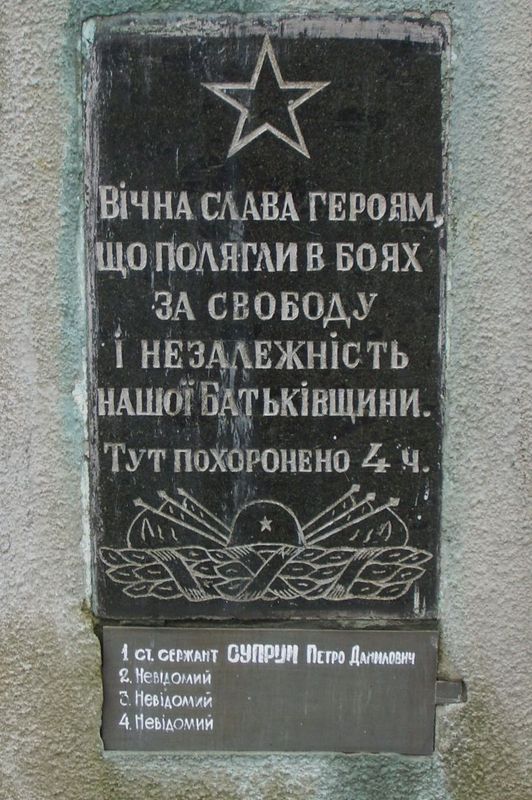 Вічна слава героям,
що полягли в боях
за свободу
і незалежність
нашої Батьківщини.
Тут похоронено 4 ч.
1 ст. сержант СУПРУН Петро Данилович
2. Невідомий
3. Невідомий
4. Невідомий